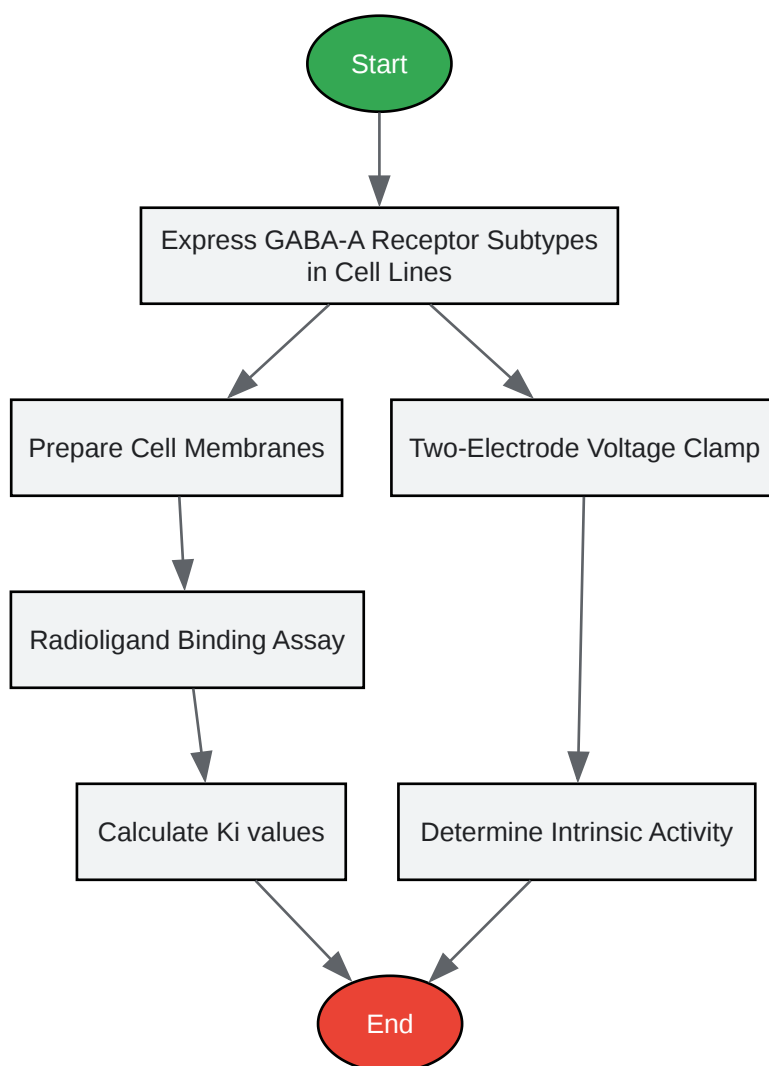 Start
Express GABA-A Receptor Subtypes
in Cell Lines
Prepare Cell Membranes
Two-Electrode Voltage Clamp
Radioligand Binding Assay
Calculate Ki values
Determine Intrinsic Activity
End